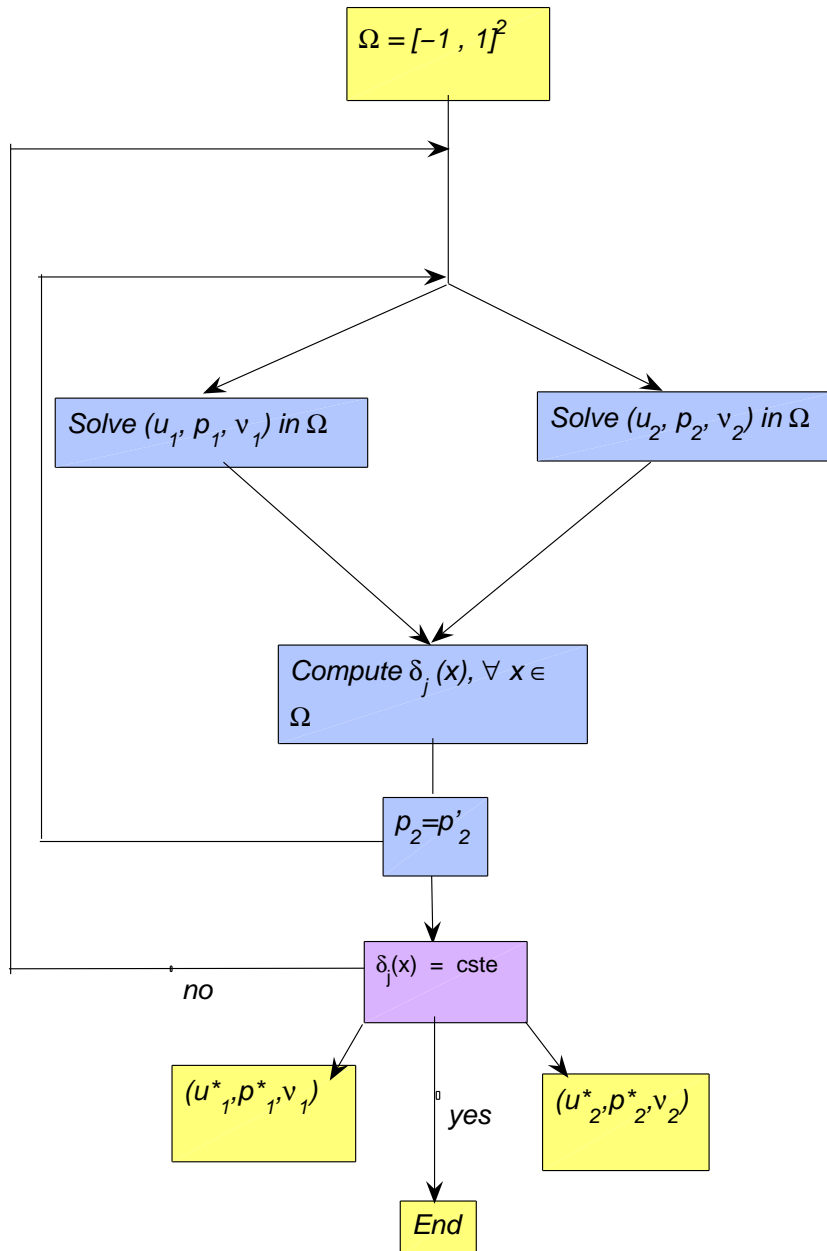 Ω = [−1 , 1]²
Solve (u₁, p₁, ν₁) in Ω
Solve (u₂, p₂, ν₂) in Ω
Compute δⱼ (x), ∀ x ∈
Ω
p₂=p'₂
δⱼ(x) = cste
no
(u*₁,p*₁,ν₁)
(u*₂,p*₂,ν₂)
yes
End